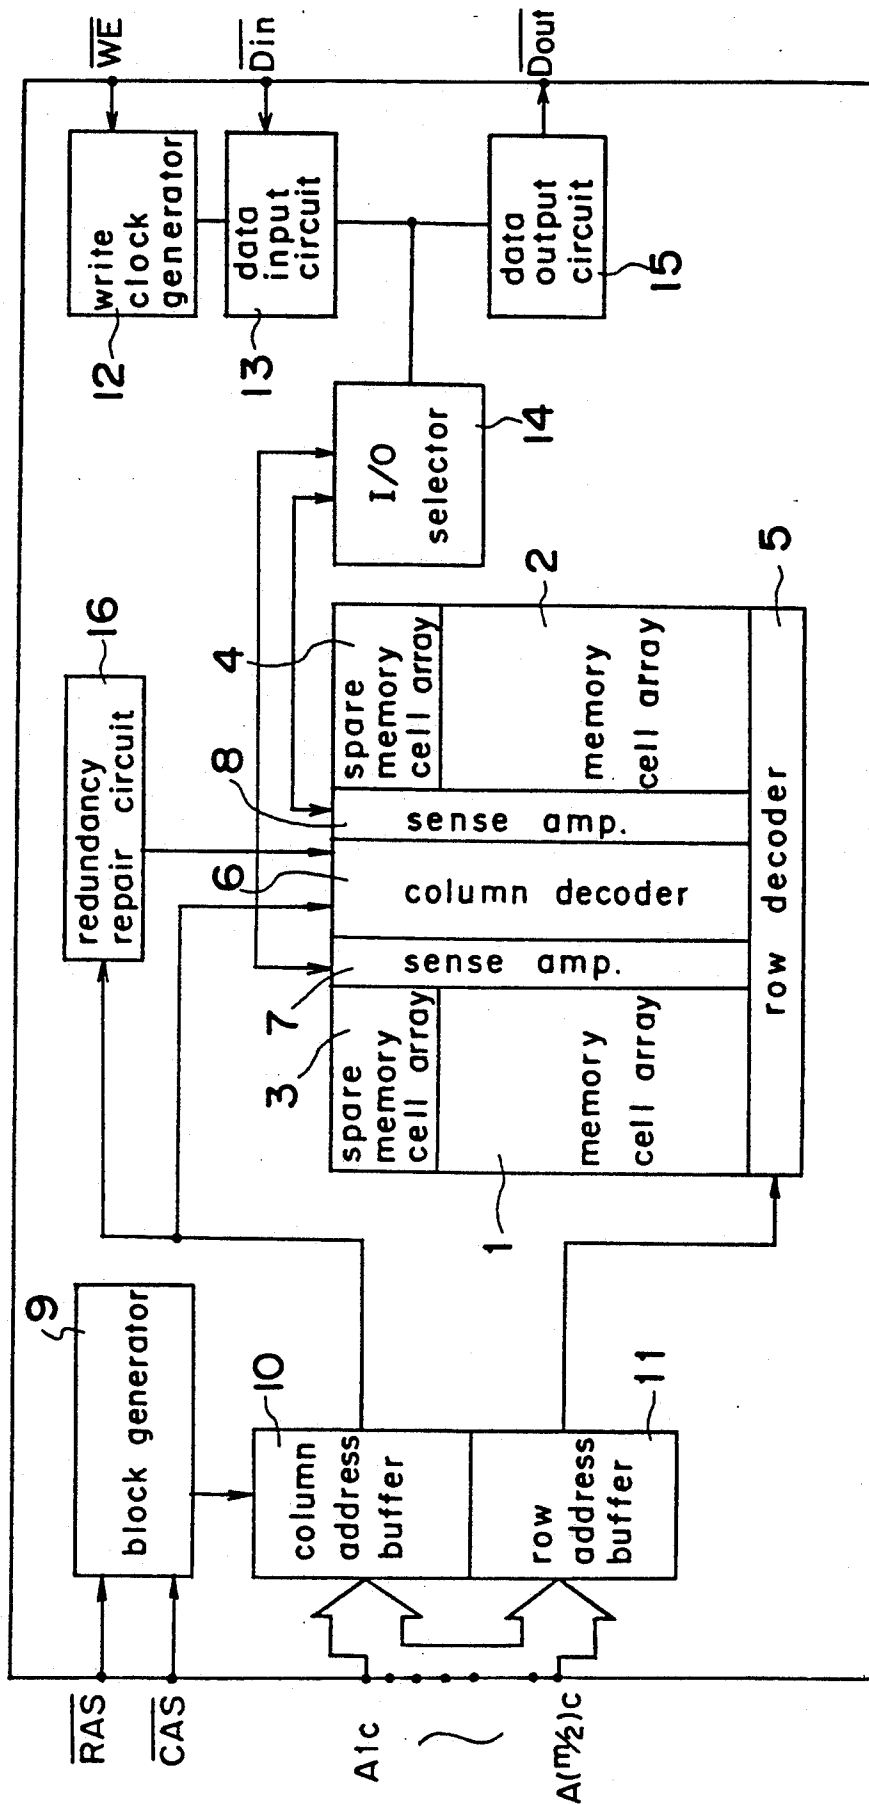 RAS
CAS
A1c
A(m/2)c
9
block generator
10
column
address
buffer
row
address
buffer
11
16
redundancy
repair circuit
3
7
6
8
4
spare
memory
cell array
sense amp.
column decoder
sense amp.
spare
memory
cell array
memory
cell array
memory
cell array
1
2
row decoder
5
I/O
selector
14
write
clock
generator
12
WE
data
input
circuit
13
Din
data
output
circuit
15
Dout